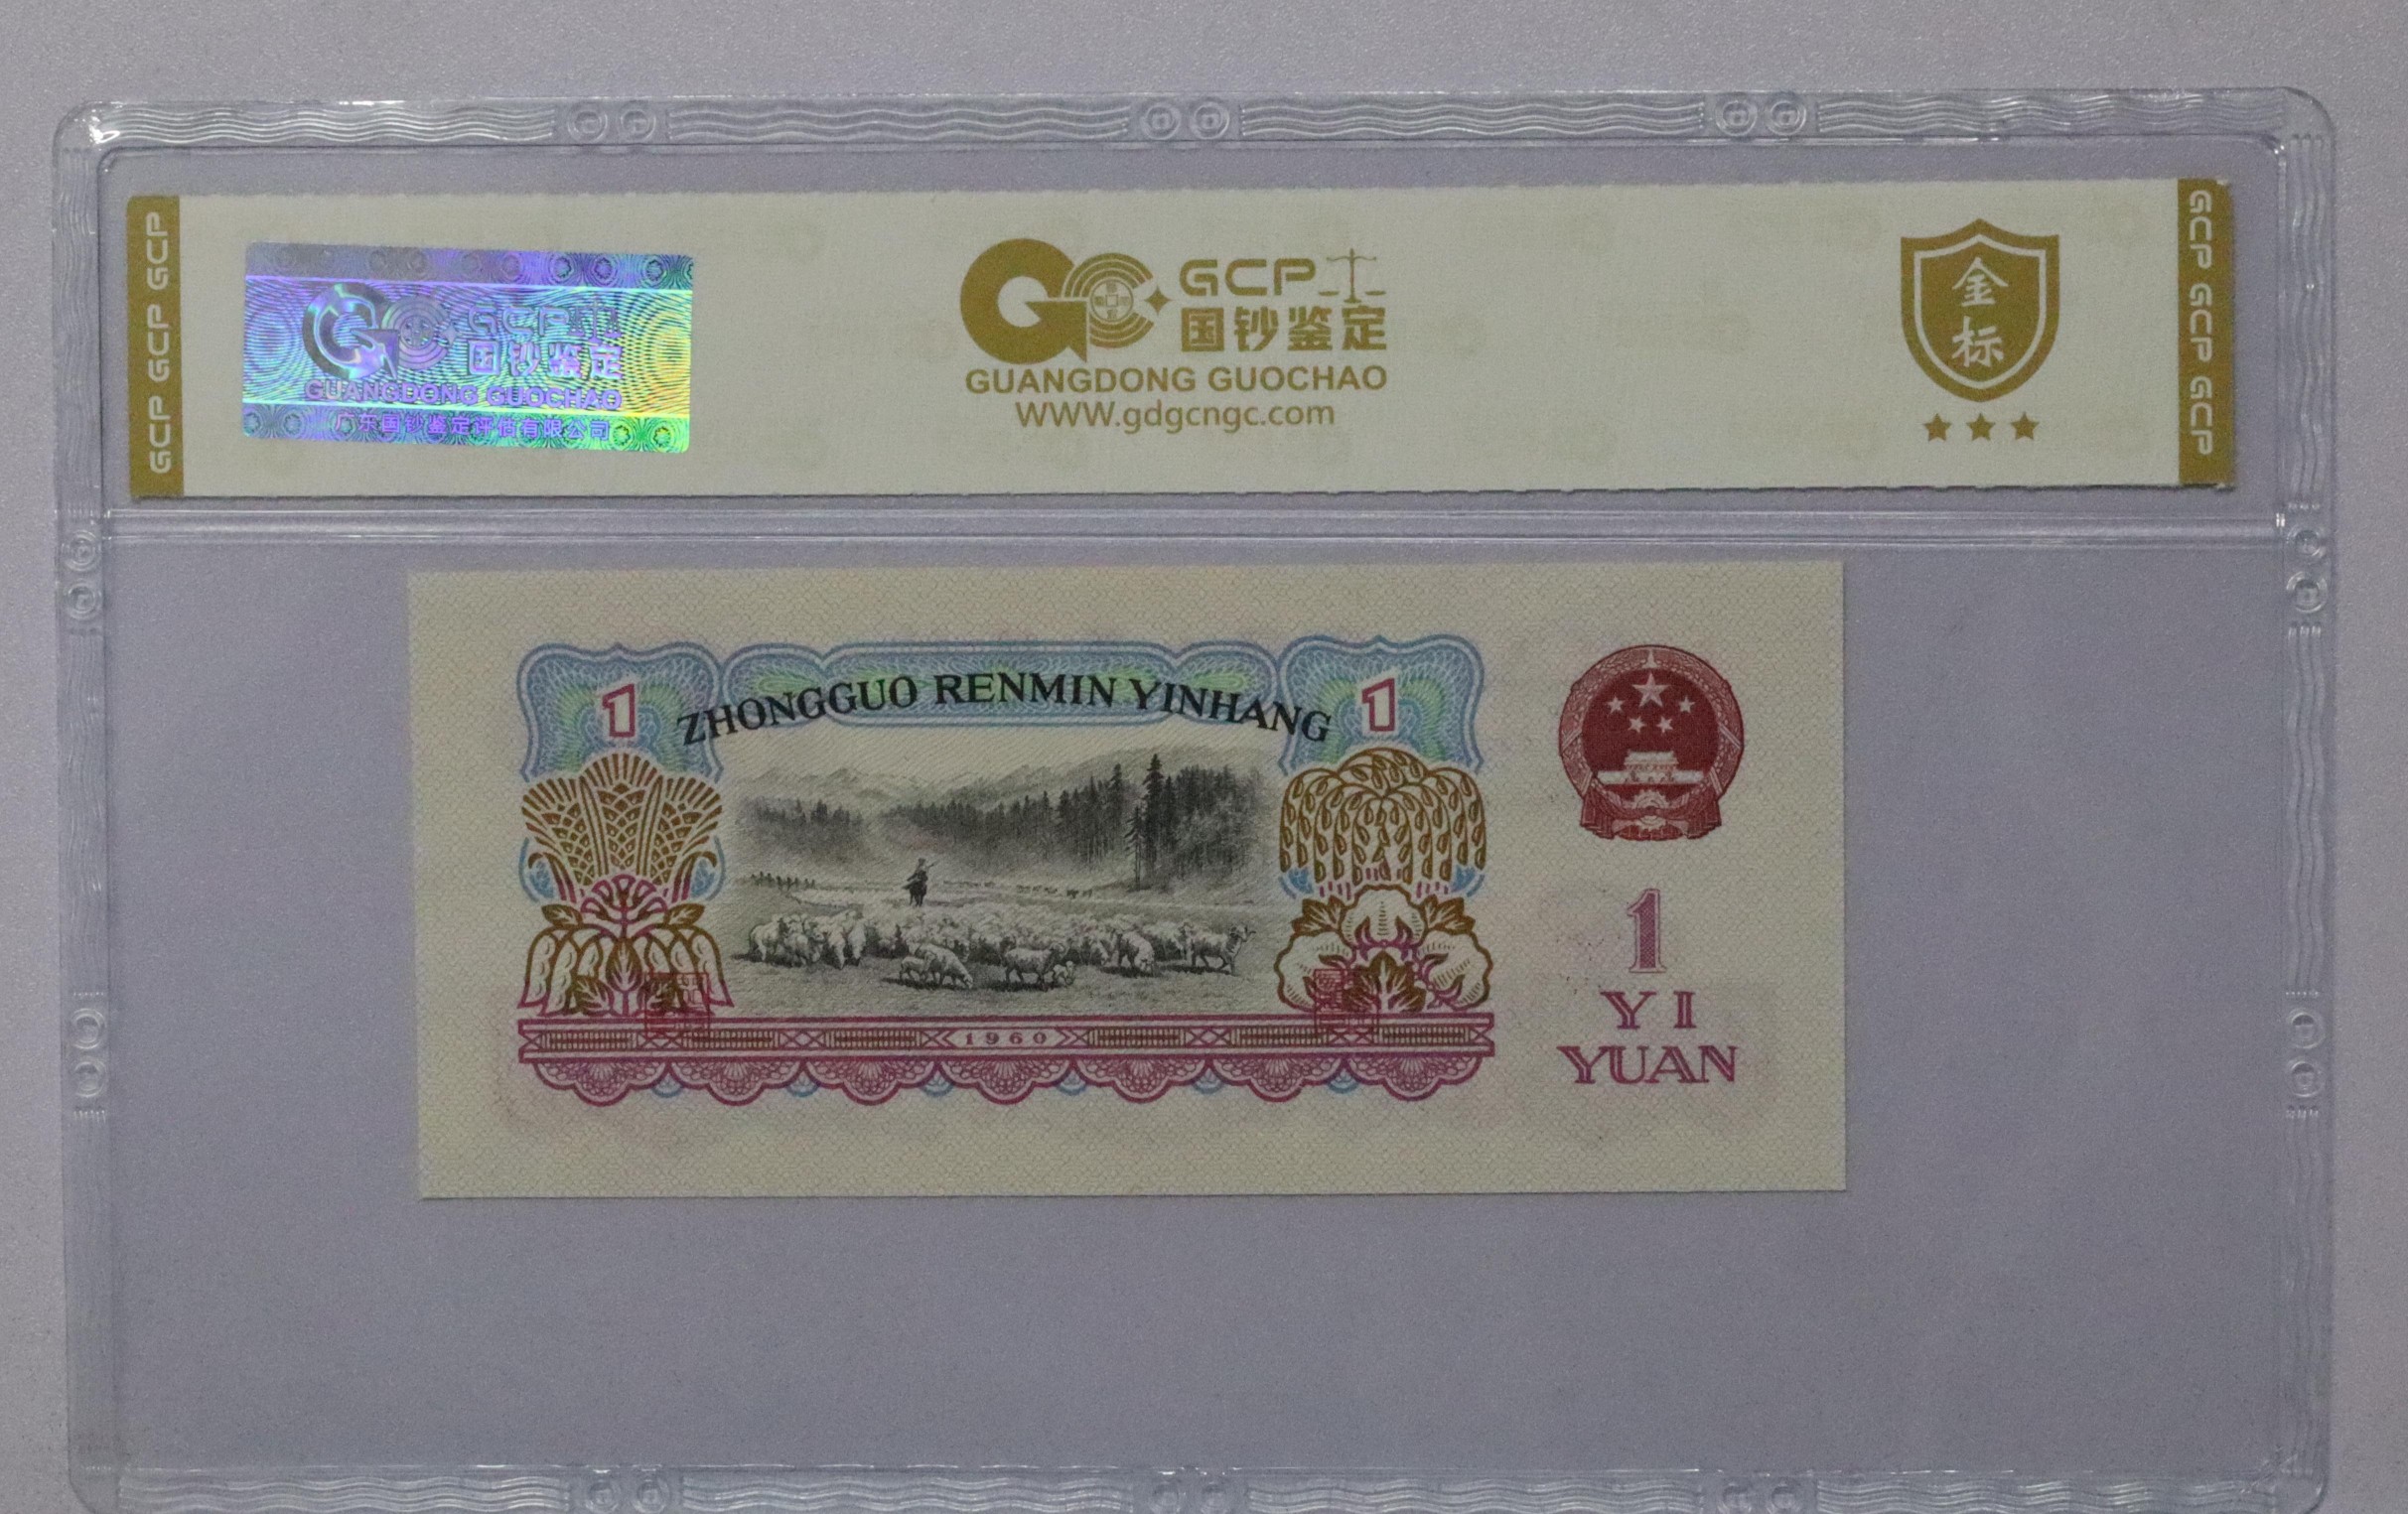 GCP GCP GCP
GCP
国钞鉴定
GUANGDONG GUOCHAO
广东国钞鉴定评估有限公司
GCP
国钞鉴定
GUANGDONG GUOCHAO
WWW.gdgcngc.com
金
标
GCP GCP GCP
1
ZHONGGUO RENMIN YINHANG
1
1960
1
YI
YUAN